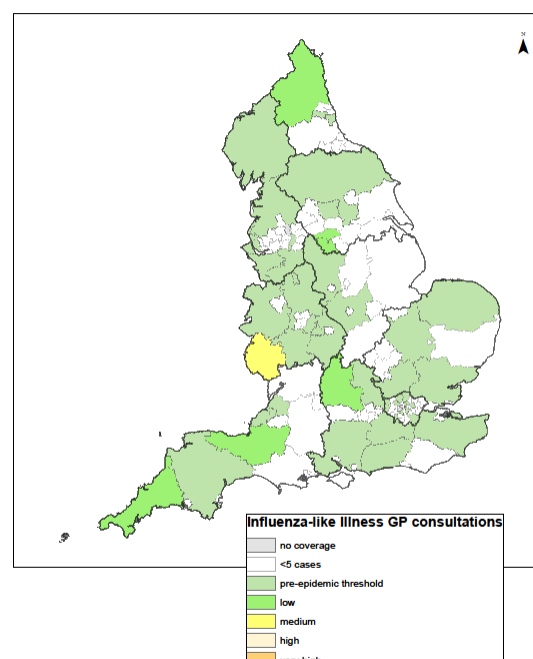 N
Influenza-like Illness GP consultations
no coverage
<5 cases
pre-epidemic threshold
low
medium
high